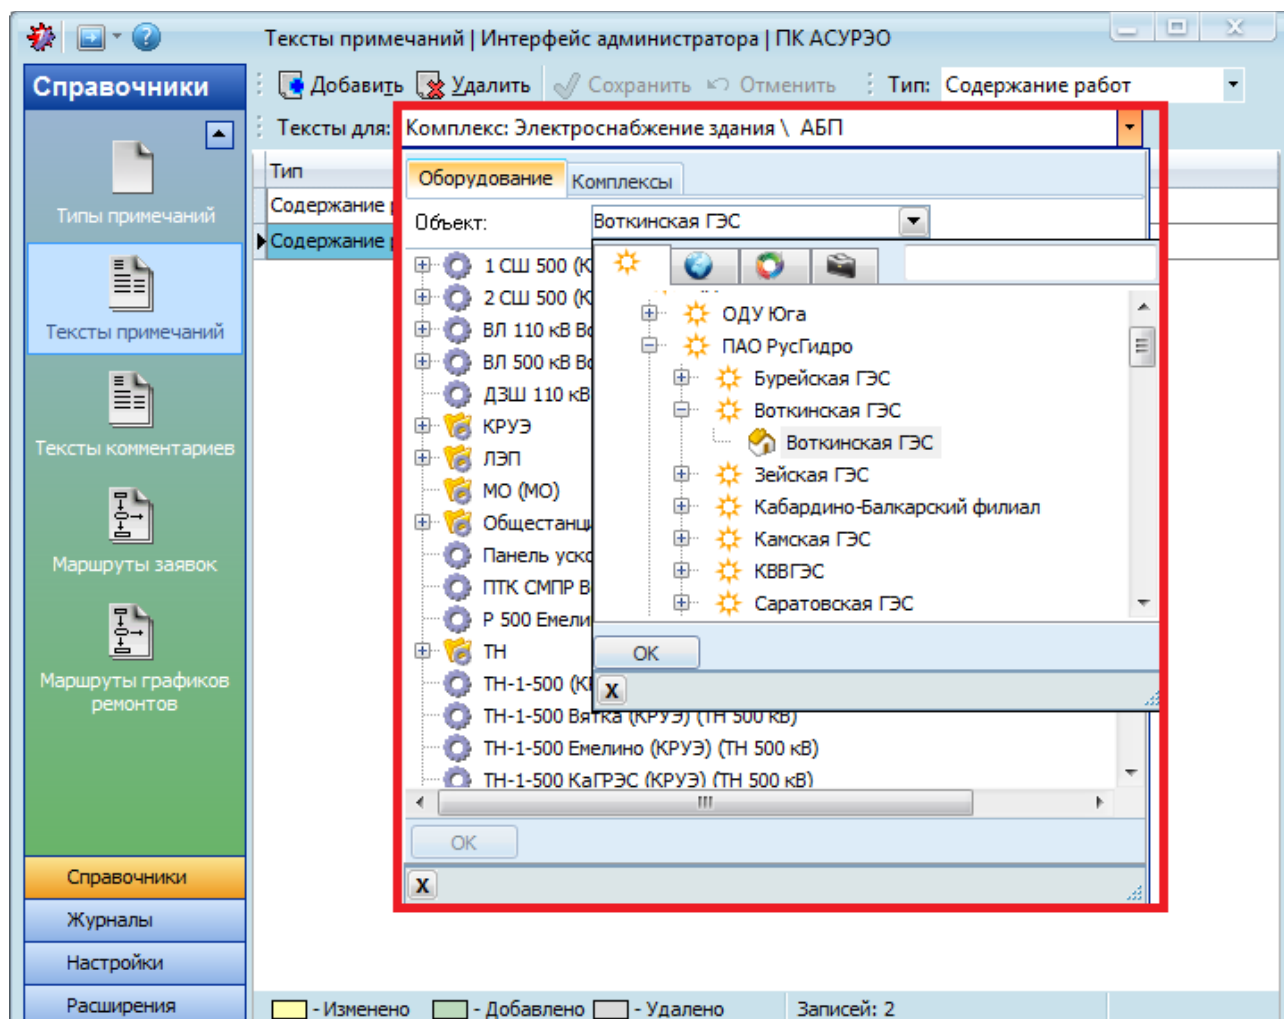 Тексты примечаний | Интерфейс администратора | ПК АСУРЭО
Справочники
Добавить Удалить Сохранить Отменить Тип: Содержание работ
Тексты для: Комплекс: Электроснабжение здания \ АБП
Тип
Содержание
Содержание
Типы примечаний
Тексты примечаний
Тексты комментариев
Маршруты заявок
Маршруты графиков
ремонтов
Справочники
Журналы
Настройки
Расширения
Оборудование Комплексы
Объект: Воткинская ГЭС
1 СШ 500 (К
2 СШ 500 (К
ВЛ 110 кВ Во
ВЛ 500 кВ Во
ДЗШ 110 кВ
КРУЭ
ЛЭП
МО (МО)
Общестанци
Панель уско
ПТК СМПР В
Р 500 Емели
ТН
ТН-1-500 (К
ТН-1-500 Вятка (КРУЭ) (ТН 500 кВ)
ТН-1-500 Емелино (КРУЭ) (ТН 500 кВ)
ТН-1-500 КаГРЭС (КРУЭ) (ТН 500 кВ)
ОДУ Юга
ПАО РусГидро
Бурейская ГЭС
Воткинская ГЭС
Воткинская ГЭС
Зейская ГЭС
Кабардино-Балкарский филиал
Камская ГЭС
КВВГЭС
Саратовская ГЭС
ОК
X
ОК
X
- Изменено - Добавлено - Удалено Записей: 2